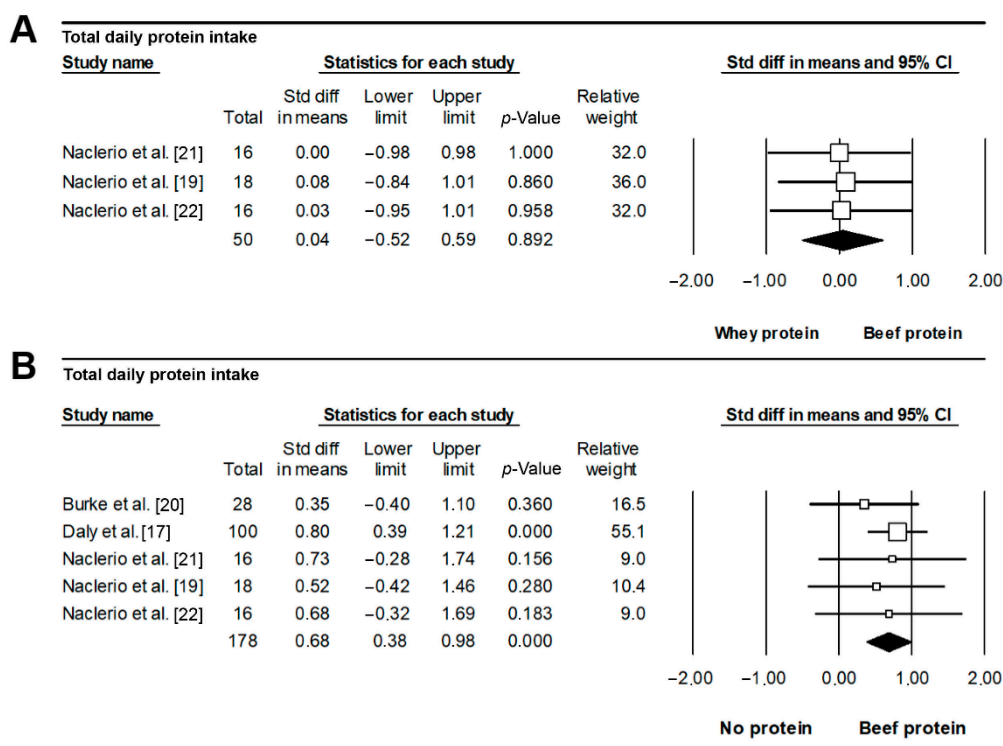 A
Total daily protein intake
Study name Statistics for each study Std diff in means and 95% CI
Std diff Lower Upper Relative
Total in means limit limit p-Value weight
Naclerio et al. [21] 16 0.00 −0.98 0.98 1.000 32.0
Naclerio et al. [19] 18 0.08 −0.84 1.01 0.860 36.0
Naclerio et al. [22] 16 0.03 −0.95 1.01 0.958 32.0
50 0.04 −0.52 0.59 0.892
−2.00 −1.00 0.00 1.00 2.00
Whey protein Beef protein
B
Total daily protein intake
Study name Statistics for each study Std diff in means and 95% CI
Std diff Lower Upper Relative
Total in means limit limit p-Value weight
Burke et al. [20] 28 0.35 −0.40 1.10 0.360 16.5
Daly et al. [17] 100 0.80 0.39 1.21 0.000 55.1
Naclerio et al. [21] 16 0.73 −0.28 1.74 0.156 9.0
Naclerio et al. [19] 18 0.52 −0.42 1.46 0.280 10.4
Naclerio et al. [22] 16 0.68 −0.32 1.69 0.183 9.0
178 0.68 0.38 0.98 0.000
−2.00 −1.00 0.00 1.00 2.00
No protein Beef protein